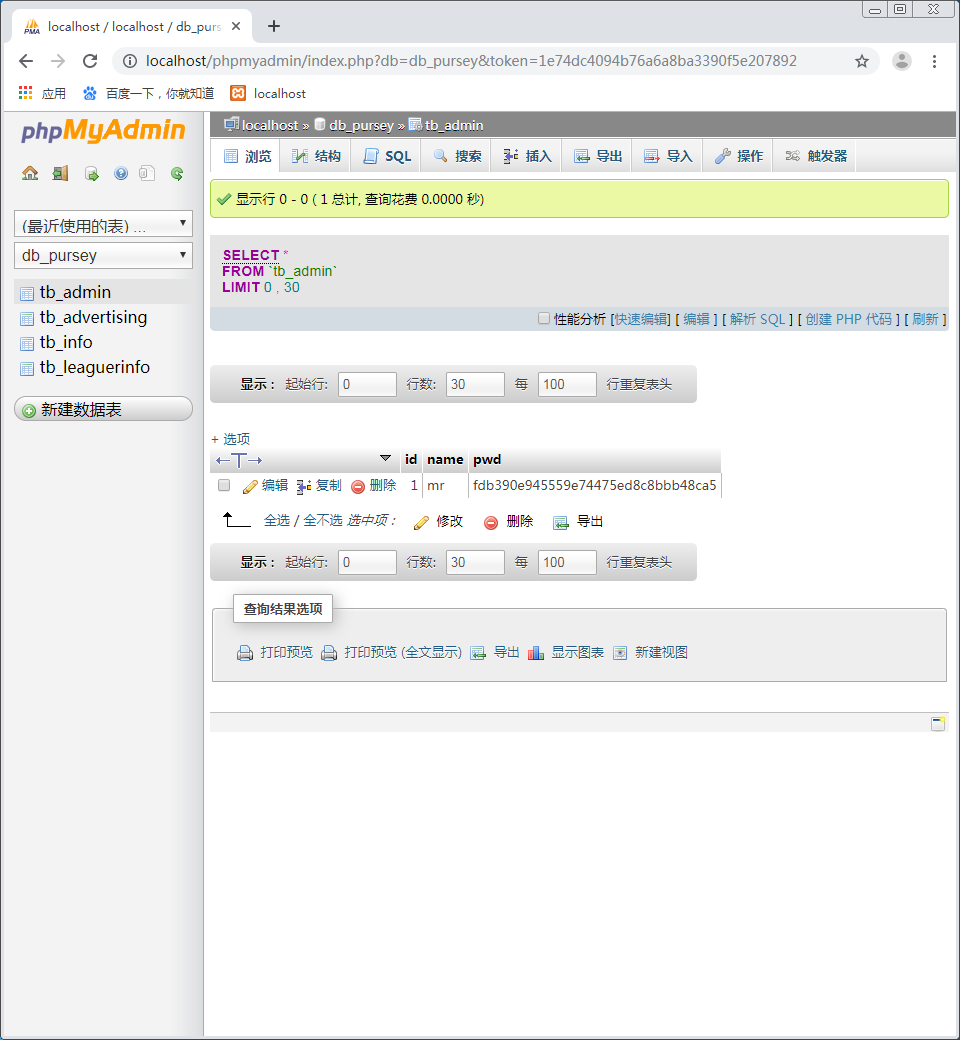 localhost / localhost / db_purs
localhost/phpmyadmin/index.php?db=db_pursey&token=1e74dc4094b76a6a8ba3390f5e207892
应用 百度一下，你就知道 localhost
phpMyAdmin
(最近使用的表) ...
db_pursey
tb_admin
tb_advertising
tb_info
tb_leaguerinfo
新建数据表
localhost » db_pursey » tb_admin
浏览 结构 SQL 搜索 插入 导出 导入 操作 触发器
显示行 0 - 0 ( 1 总计, 查询花费 0.0000 秒)
SELECT *
FROM `tb_admin`
LIMIT 0 , 30
性能分析 [快速编辑] [ 编辑 ] [ 解析 SQL ] [ 创建 PHP 代码 ] [ 刷新 ]
显示 : 起始行: 0 行数: 30 每 100 行重复表头
+ 选项
←T→ id name pwd
编辑 复制 删除 1 mr fdb390e945559e74475ed8c8bbb48ca5
全选 / 全不选 选中项 : 修改 删除 导出
显示 : 起始行: 0 行数: 30 每 100 行重复表头
查询结果选项
打印预览 打印预览 (全文显示) 导出 显示图表 新建视图